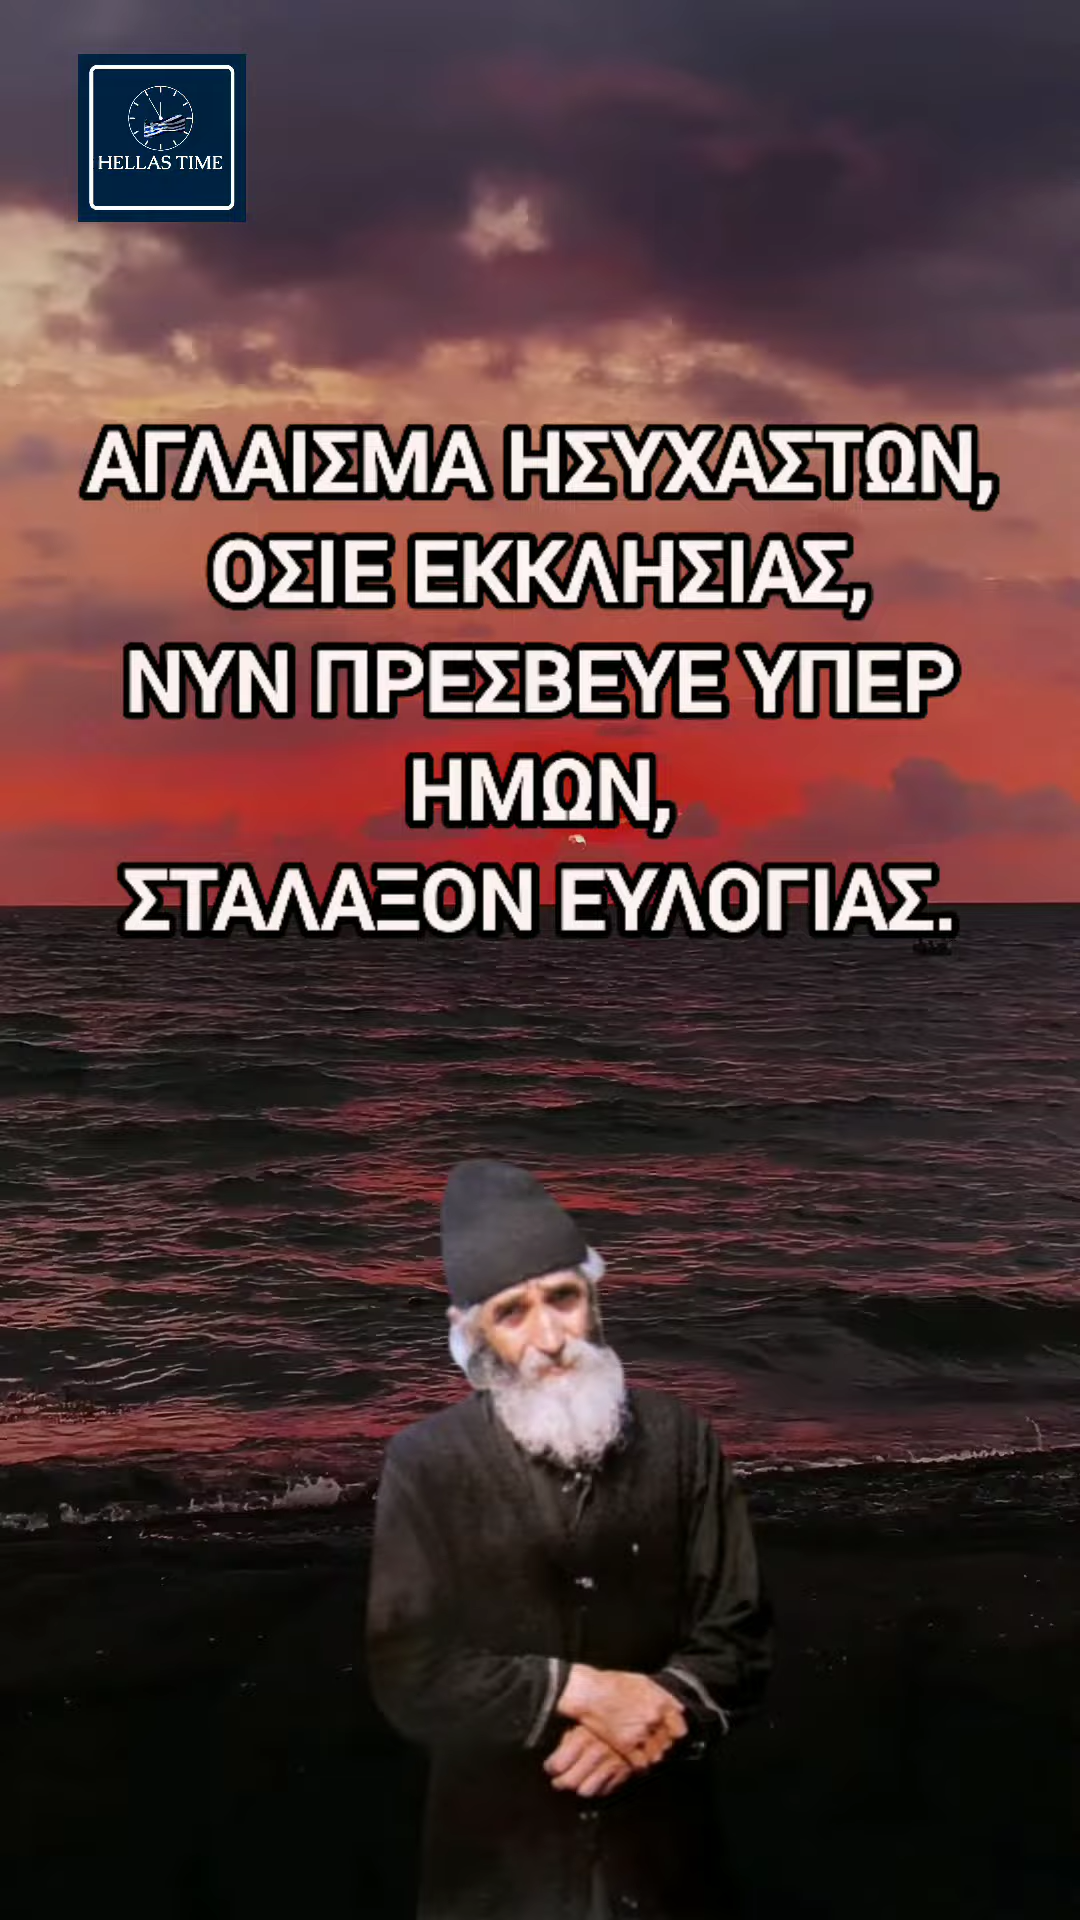 HELLAS TIME
ΑΓΛΑΙΣΜΑ ΗΣΥΧΑΣΤΩΝ,
ΟΣΙΕ ΕΚΚΛΗΣΙΑΣ,
ΝΥΝ ΠΡΕΣΒΕΥΕ ΥΠΕΡ
ΗΜΩΝ,
ΣΤΑΛΑΞΟΝ ΕΥΛΟΓΙΑΣ.